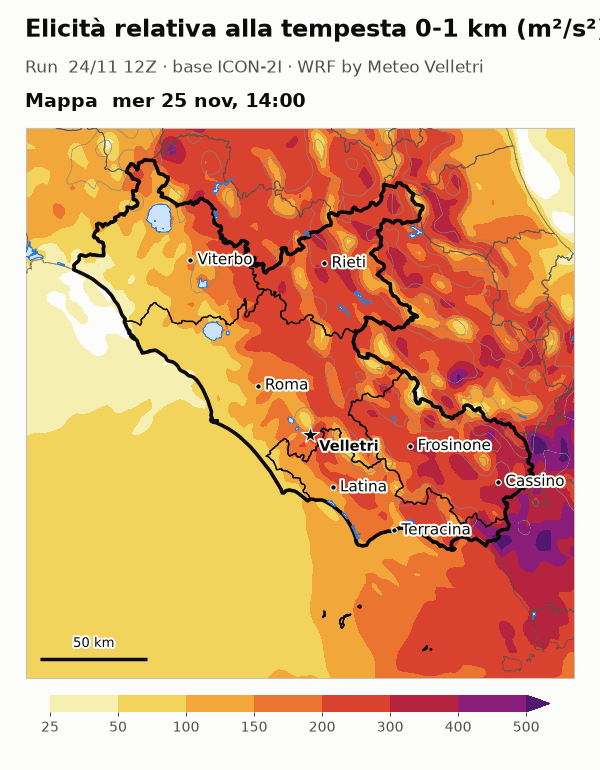 Elicità relativa alla tempesta 0-1 km (m²/s²)
Run  24/11 12Z · base ICON-2I · WRF by Meteo Velletri
Mappa  mer 25 nov, 14:00
Viterbo
Rieti
Roma
Velletri
Frosinone
Cassino
Latina
Terracina
50 km
25 50 100 150 200 300 400 500